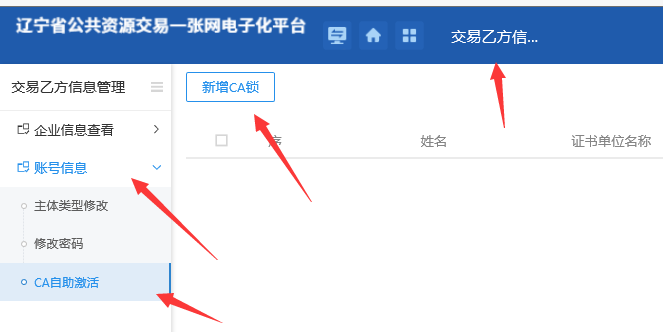 辽宁省公共资源交易一张网电子化平台
交易乙方信...
交易乙方信息管理
新增CA锁
企业信息查看
序
姓名
证书单位名称
账号信息
主体类型修改
修改密码
CA自助激活